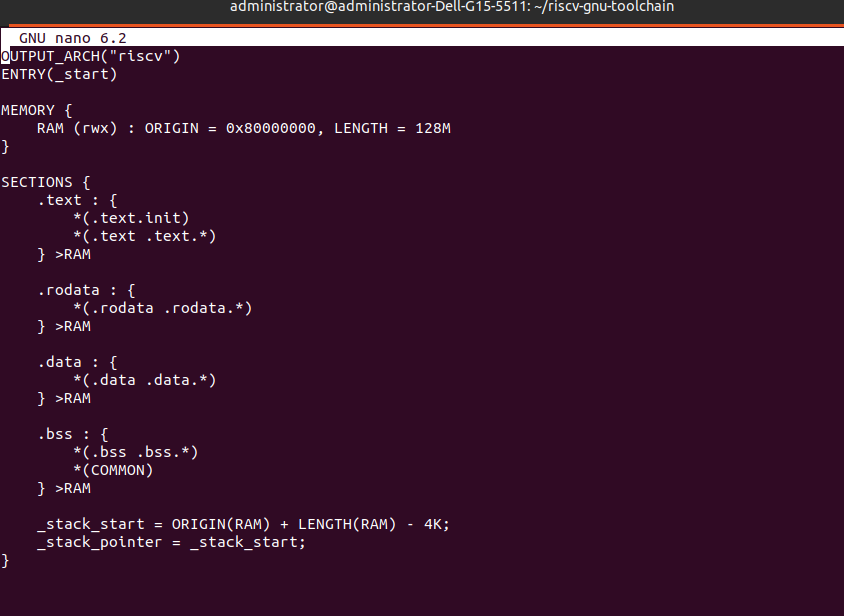 administrator@administrator-Dell-G15-5511: ~/riscv-gnu-toolchain
GNU nano 6.2
OUTPUT_ARCH("riscv")
ENTRY(_start)
MEMORY {
    RAM (rwx) : ORIGIN = 0x80000000, LENGTH = 128M
}
SECTIONS {
    .text : {
        *(.text.init)
        *(.text .text.*)
    } >RAM
    .rodata : {
        *(.rodata .rodata.*)
    } >RAM
    .data : {
        *(.data .data.*)
    } >RAM
    .bss : {
        *(.bss .bss.*)
        *(COMMON)
    } >RAM
    _stack_start = ORIGIN(RAM) + LENGTH(RAM) - 4K;
    _stack_pointer = _stack_start;
}